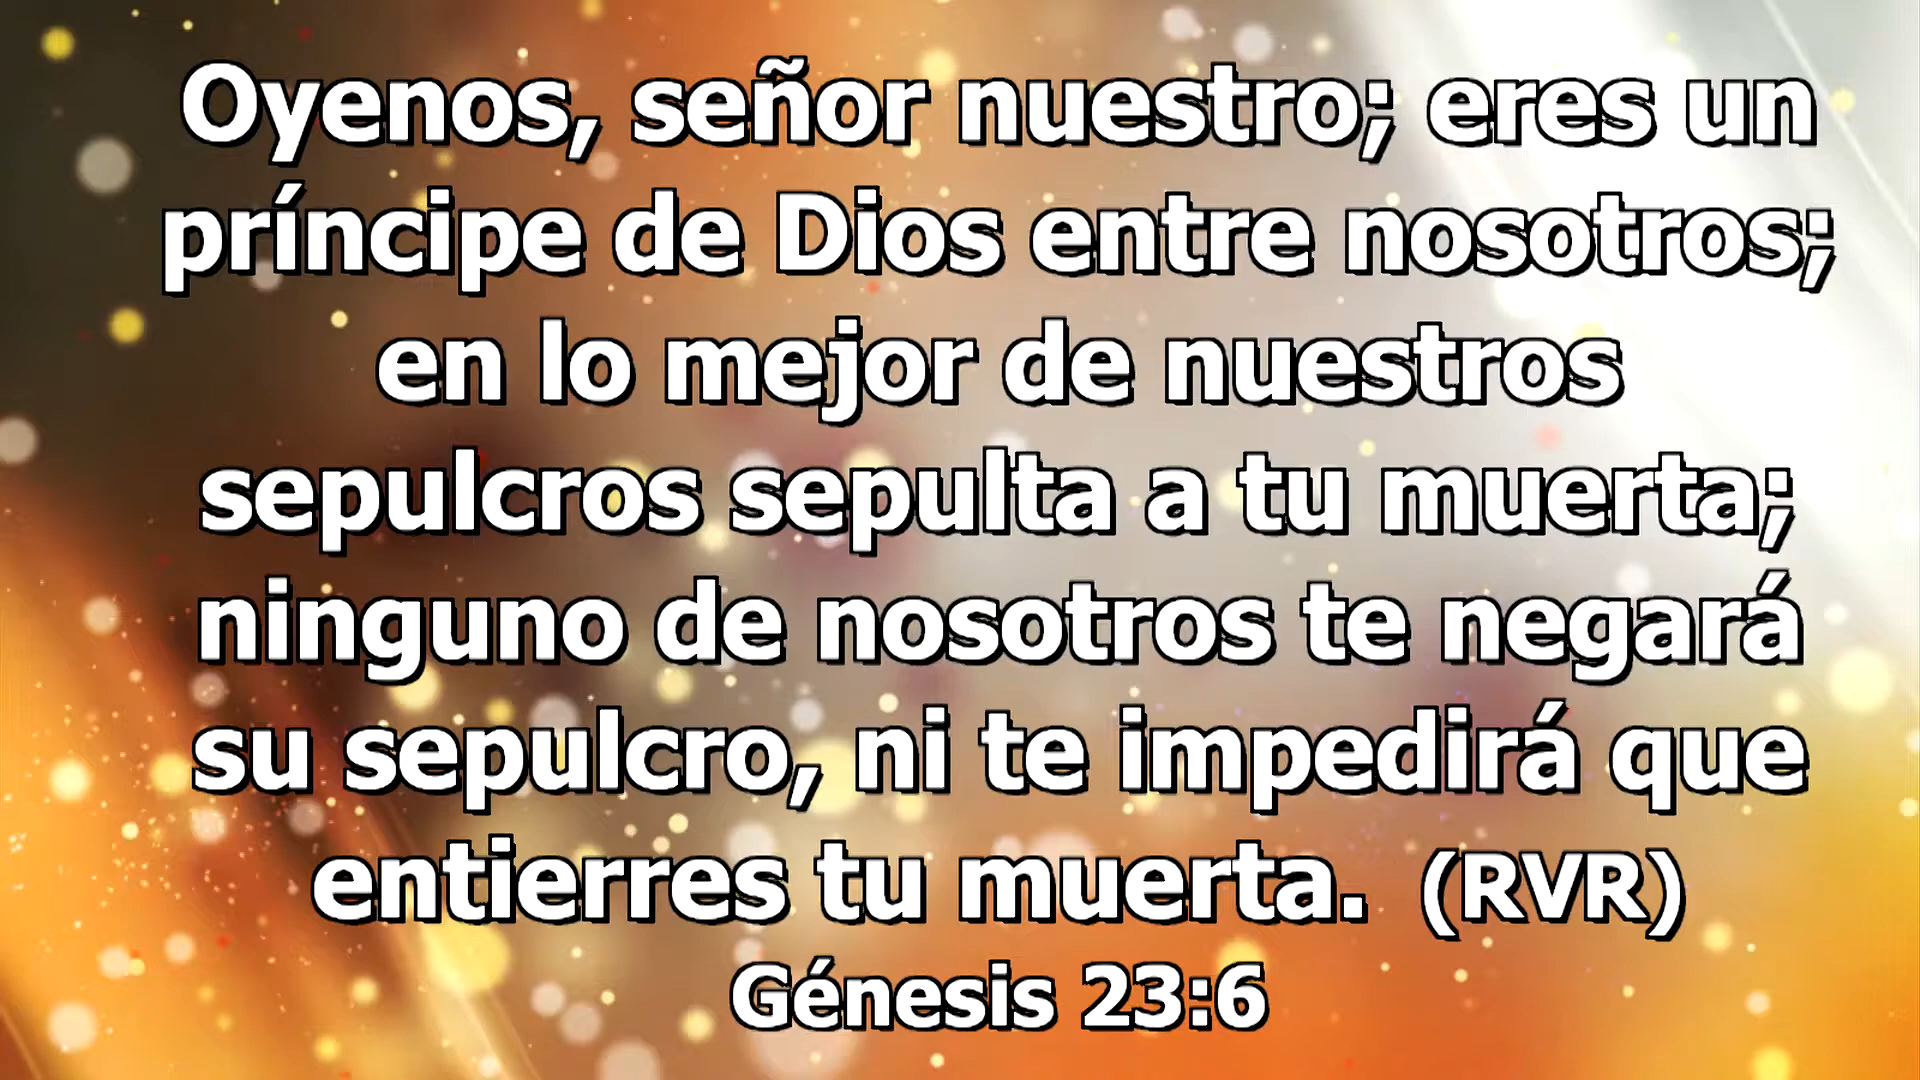 Oyenos, señor nuestro; eres un
príncipe de Dios entre nosotros;
en lo mejor de nuestros
sepulcros sepulta a tu muerta;
ninguno de nosotros te negará
su sepulcro, ni te impedirá que
entierres tu muerta. (RVR)
Génesis 23:6